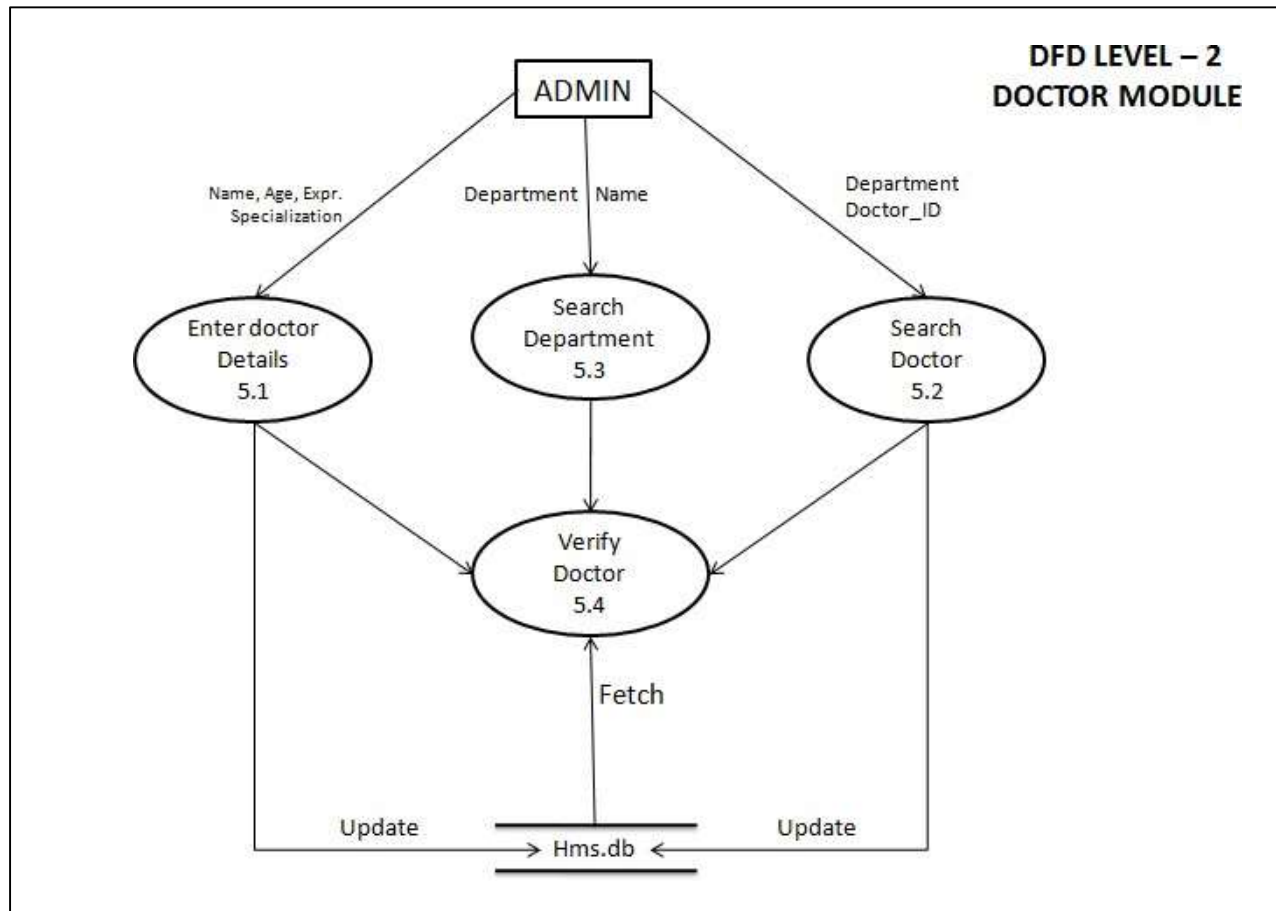 DFD LEVEL – 2
DOCTOR MODULE
ADMIN
Name, Age, Expr.
Specialization
Department Name
Department
Doctor_ID
Enter doctor
Details
5.1
Search
Department
5.3
Search
Doctor
5.2
Verify
Doctor
5.4
Fetch
Update
Hms.db
Update